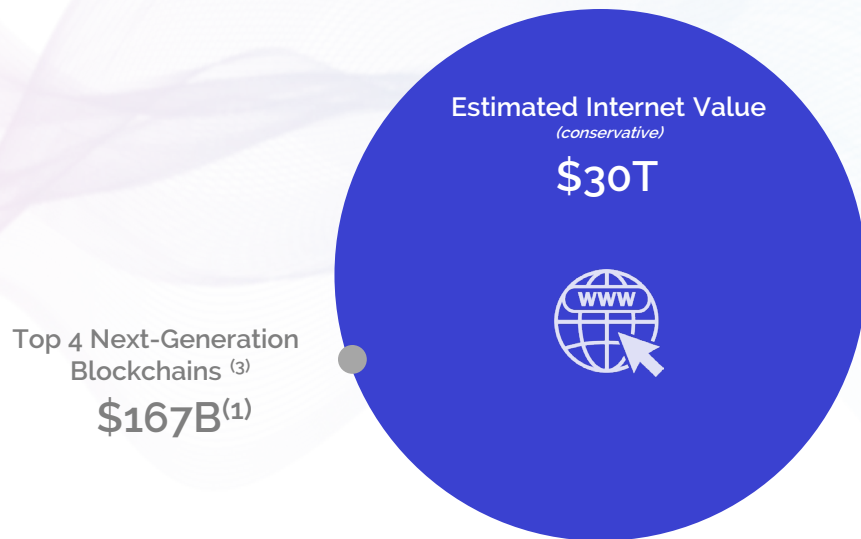 Estimated Internet Value
(conservative)
$30T
WWW
Top 4 Next-Generation
Blockchains (3)
$167B(1)